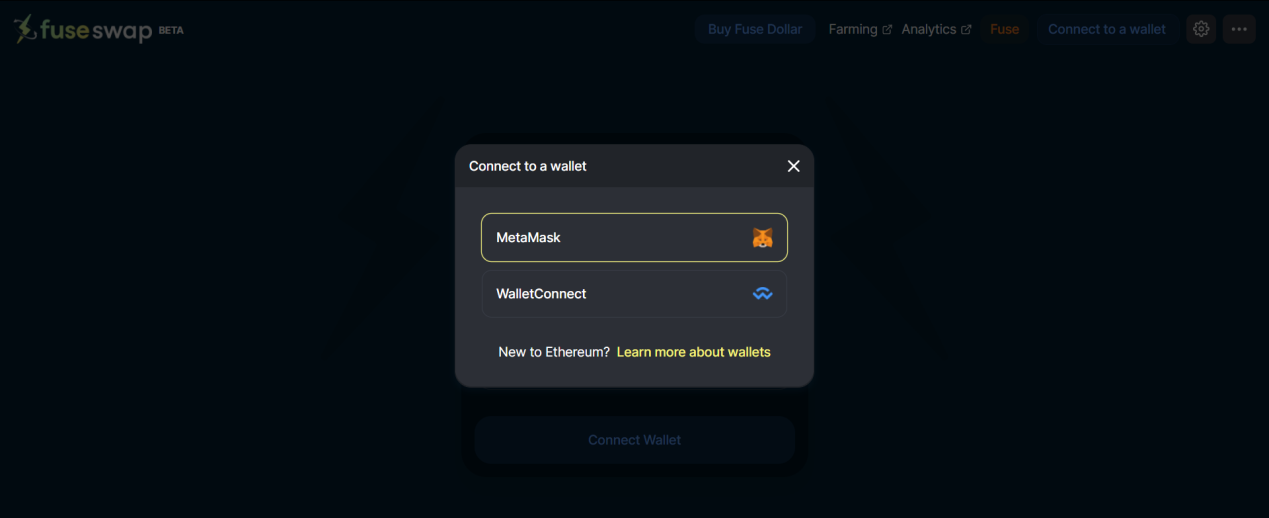 fuseswap BETA
Buy Fuse Dollar Farming Analytics Fuse Connect to a wallet
Connect to a wallet
MetaMask
WalletConnect
New to Ethereum? Learn more about wallets
Connect Wallet